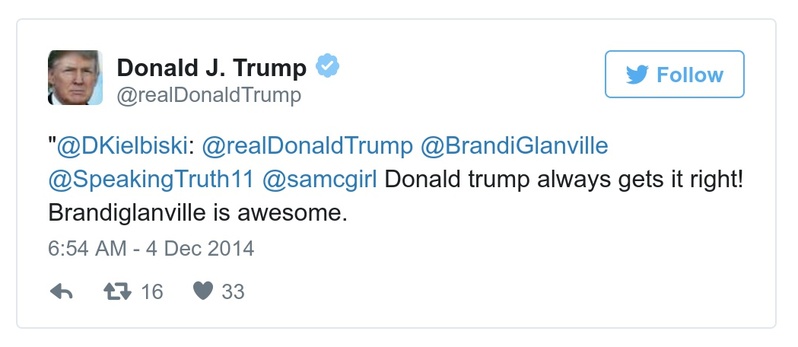 Donald J. Trump
@realDonaldTrump
Follow
"@DKielbiski: @realDonaldTrump @BrandiGlanville
@SpeakingTruth11 @samcgirl Donald trump always gets it right!
Brandiglanville is awesome.
6:54 AM - 4 Dec 2014
16 33